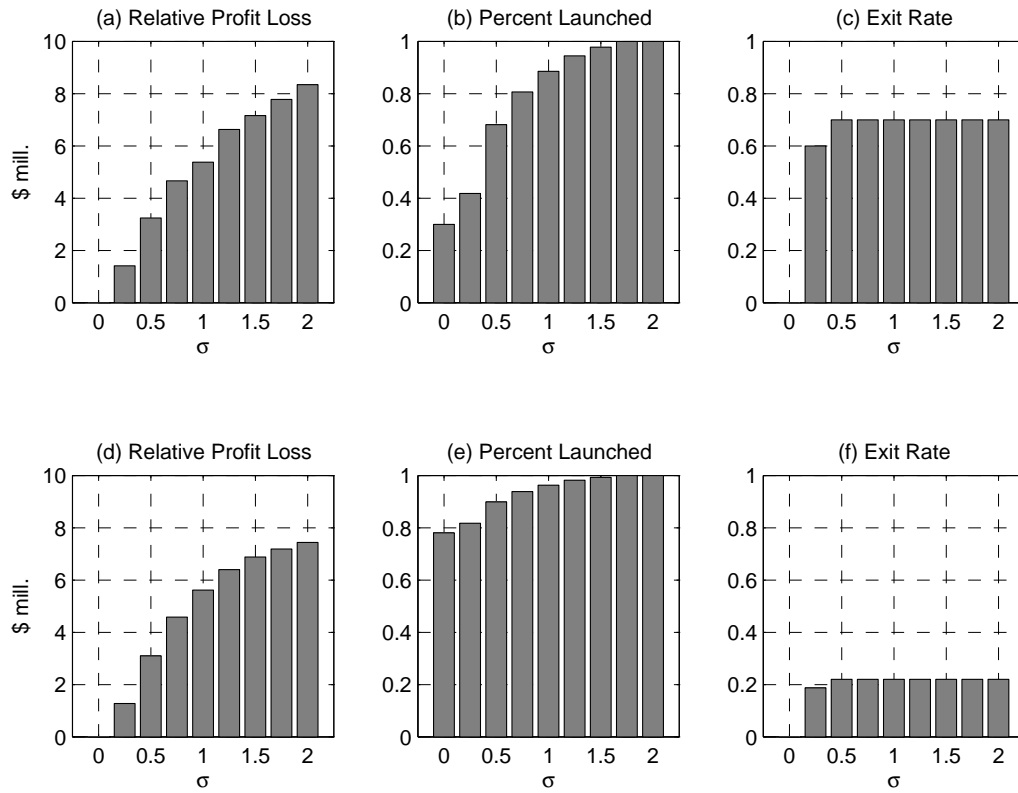 (a) Relative Profit Loss
(b) Percent Launched
(c) Exit Rate
10
8
6
4
2
0
$ mill.
0 0.5 1 1.5 2
σ
1
0.8
0.6
0.4
0.2
0
0 0.5 1 1.5 2
σ
1
0.8
0.6
0.4
0.2
0
0 0.5 1 1.5 2
σ
(d) Relative Profit Loss
(e) Percent Launched
(f) Exit Rate
10
8
6
4
2
0
$ mill.
0 0.5 1 1.5 2
σ
1
0.8
0.6
0.4
0.2
0
0 0.5 1 1.5 2
σ
1
0.8
0.6
0.4
0.2
0
0 0.5 1 1.5 2
σ